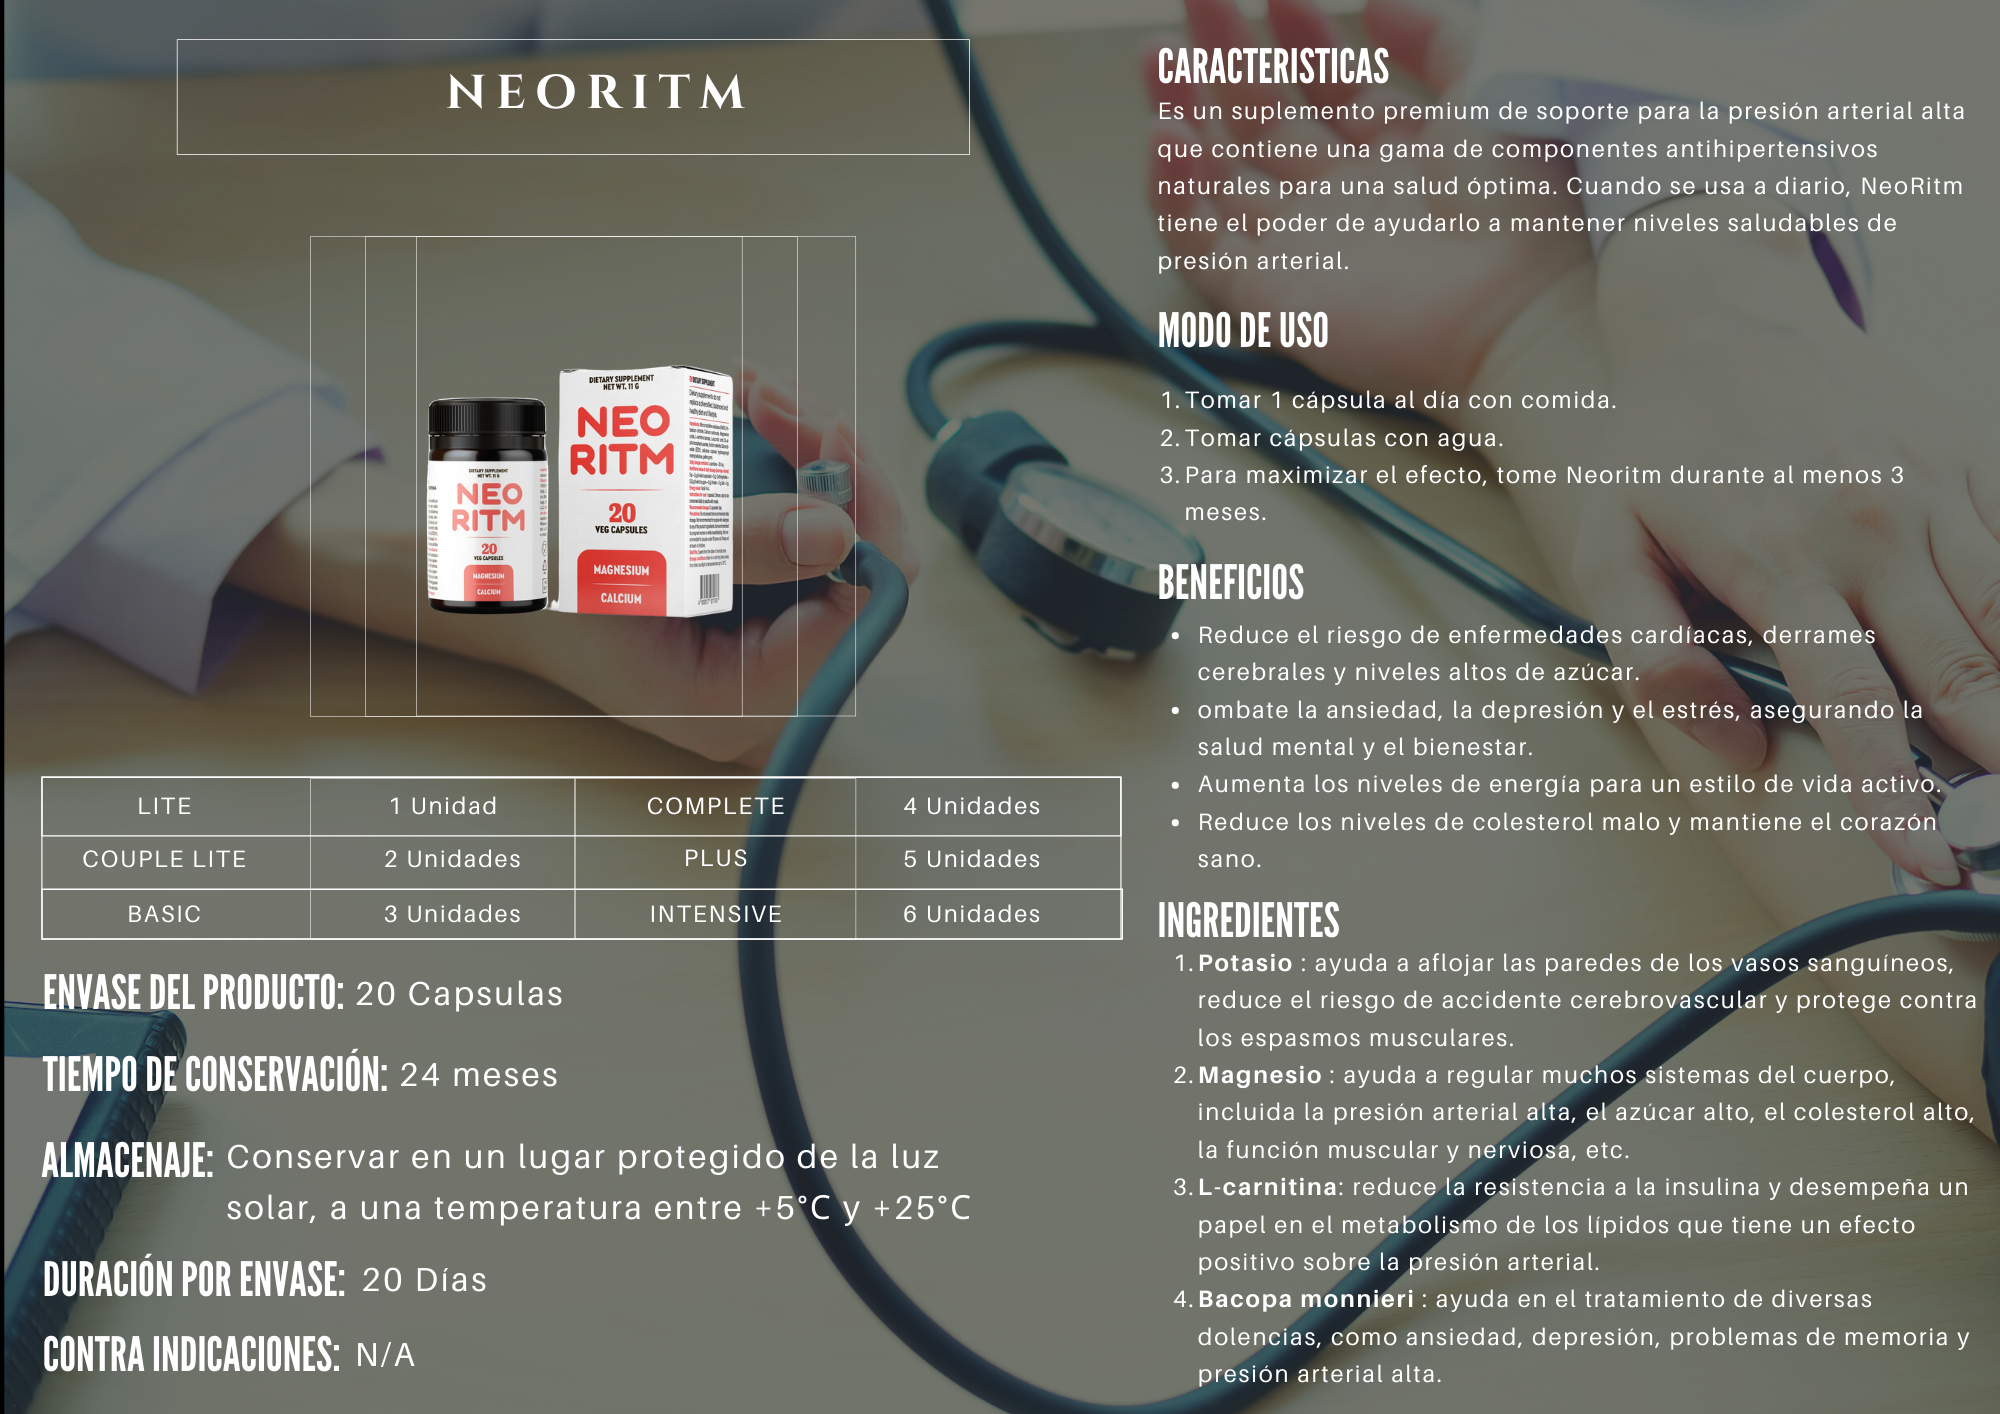 NEORITM
DIETARY SUPPLEMENT
NET WT. 11 G
NEO
RITM
20
VEG CAPSULES
MAGNESIUM
CALCIUM
DIETARY SUPPLEMENT
NET WT. 11 G
NEO
RITM
20
VEG CAPSULES
MAGNESIUM
CALCIUM
LITE 1 Unidad COMPLETE 4 Unidades
COUPLE LITE 2 Unidades PLUS 5 Unidades
BASIC 3 Unidades INTENSIVE 6 Unidades
ENVASE DEL PRODUCTO: 20 Capsulas
TIEMPO DE CONSERVACIÓN: 24 meses
ALMACENAJE: Conservar en un lugar protegido de la luz
solar, a una temperatura entre +5°C y +25°C
DURACIÓN POR ENVASE: 20 Días
CONTRA INDICACIONES: N/A
CARACTERISTICAS
Es un suplemento premium de soporte para la presión arterial alta
que contiene una gama de componentes antihipertensivos
naturales para una salud óptima. Cuando se usa a diario, NeoRitm
tiene el poder de ayudarlo a mantener niveles saludables de
presión arterial.
MODO DE USO
1. Tomar 1 cápsula al día con comida.
2. Tomar cápsulas con agua.
3. Para maximizar el efecto, tome Neoritm durante al menos 3
meses.
BENEFICIOS
• Reduce el riesgo de enfermedades cardíacas, derrames
cerebrales y niveles altos de azúcar.
• ombate la ansiedad, la depresión y el estrés, asegurando la
salud mental y el bienestar.
• Aumenta los niveles de energía para un estilo de vida activo.
• Reduce los niveles de colesterol malo y mantiene el corazón
sano.
INGREDIENTES
1. Potasio : ayuda a aflojar las paredes de los vasos sanguíneos,
reduce el riesgo de accidente cerebrovascular y protege contra
los espasmos musculares.
2. Magnesio : ayuda a regular muchos sistemas del cuerpo,
incluida la presión arterial alta, el azúcar alto, el colesterol alto,
la función muscular y nerviosa, etc.
3. L-carnitina: reduce la resistencia a la insulina y desempeña un
papel en el metabolismo de los lípidos que tiene un efecto
positivo sobre la presión arterial.
4. Bacopa monnieri : ayuda en el tratamiento de diversas
dolencias, como ansiedad, depresión, problemas de memoria y
presión arterial alta.